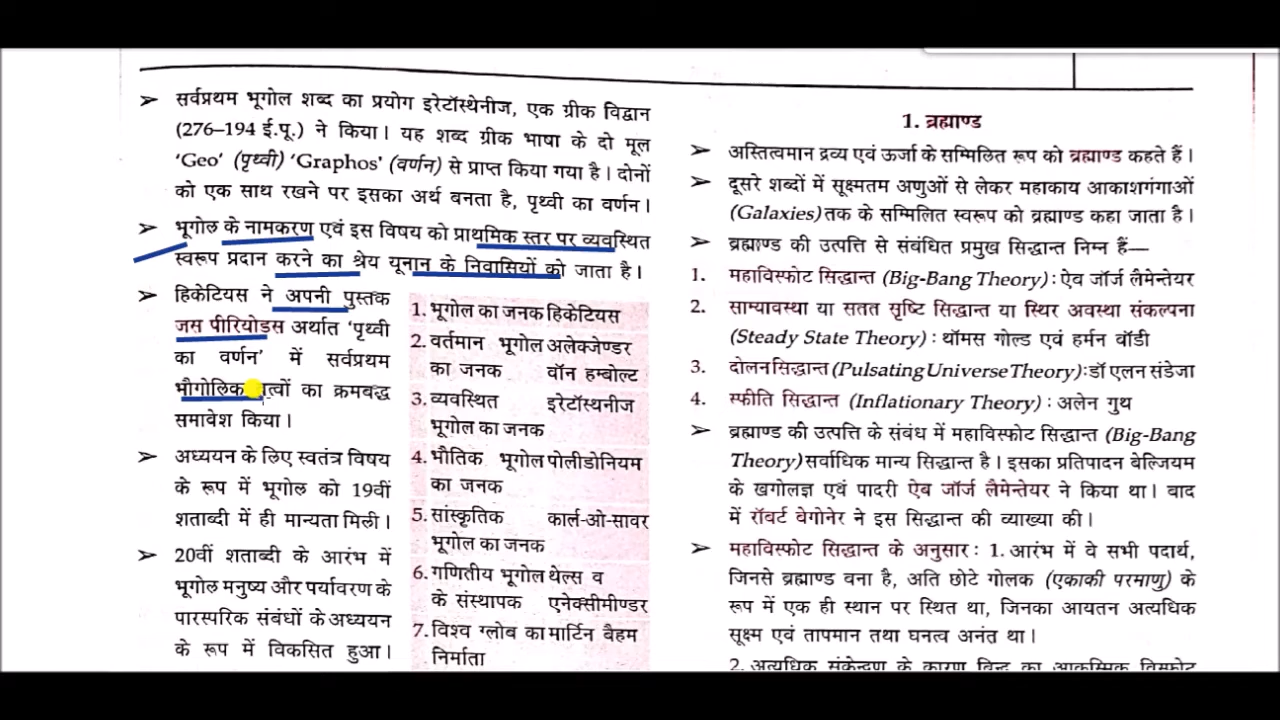 ➢ सर्वप्रथम भूगोल शब्द का प्रयोग इरेटॉस्थेनीज, एक ग्रीक विद्वान
(276–194 ई.पू.) ने किया। यह शब्द ग्रीक भाषा के दो मूल
‘Geo’ (पृथ्वी) ‘Graphos’ (वर्णन) से प्राप्त किया गया है। दोनों
को एक साथ रखने पर इसका अर्थ बनता है, पृथ्वी का वर्णन।
➢ भूगोल के नामकरण एवं इस विषय को प्राथमिक स्तर पर व्यवस्थित
स्वरूप प्रदान करने का श्रेय यूनान के निवासियों को जाता है।
➢ हिकेटियस ने अपनी पुस्तक
जस पीरियोडस अर्थात ‘पृथ्वी
का वर्णन’ में सर्वप्रथम
भौगोलिक तत्वों का क्रमबद्ध
समावेश किया।
➢ अध्ययन के लिए स्वतंत्र विषय
के रूप में भूगोल को 19वीं
शताब्दी में ही मान्यता मिली।
➢ 20वीं शताब्दी के आरंभ में
भूगोल मनुष्य और पर्यावरण के
पारस्परिक संबंधों के अध्ययन
के रूप में विकसित हुआ।
1. भूगोल का जनक हिकेटियस
2. वर्तमान भूगोल अलेक्जेण्डर
का जनक वॉन हम्बोल्ट
3. व्यवस्थित इरेटॉस्थनीज
भूगोल का जनक
4. भौतिक भूगोल पोलीडोनियम
का जनक
5. सांस्कृतिक कार्ल-ओ-सावर
भूगोल का जनक
6. गणितीय भूगोल थेल्स व
के संस्थापक एनेक्सीमीण्डर
7. विश्व ग्लोब का मार्टिन बैहम
निर्माता
1. ब्रह्माण्ड
➢ अस्तित्वमान द्रव्य एवं ऊर्जा के सम्मिलित रूप को ब्रह्माण्ड कहते हैं।
➢ दूसरे शब्दों में सूक्ष्मतम अणुओं से लेकर महाकाय आकाशगंगाओं
(Galaxies) तक के सम्मिलित स्वरूप को ब्रह्माण्ड कहा जाता है।
➢ ब्रह्माण्ड की उत्पत्ति से संबंधित प्रमुख सिद्धान्त निम्न हैं—
1. महाविस्फोट सिद्धान्त (Big-Bang Theory) : ऐब जॉर्ज लैमेन्तेयर
2. साम्यावस्था या सतत सृष्टि सिद्धान्त या स्थिर अवस्था संकल्पना
(Steady State Theory) : थॉमस गोल्ड एवं हर्मन बॉडी
3. दोलन सिद्धान्त (Pulsating Universe Theory) : डॉ एलन संडेजा
4. स्फीति सिद्धान्त (Inflationary Theory) : अलेन गुथ
➢ ब्रह्माण्ड की उत्पत्ति के संबंध में महाविस्फोट सिद्धान्त (Big-Bang
Theory) सर्वाधिक मान्य सिद्धान्त है। इसका प्रतिपादन बेल्जियम
के खगोलज्ञ एवं पादरी ऐब जॉर्ज लैमेन्तेयर ने किया था। बाद
में रॉबर्ट वेगोनेर ने इस सिद्धान्त की व्याख्या की।
➢ महाविस्फोट सिद्धान्त के अनुसार : 1. आरंभ में वे सभी पदार्थ,
जिनसे ब्रह्माण्ड बना है, अति छोटे गोलक (एकाकी परमाणु) के
रूप में एक ही स्थान पर स्थित था, जिनका आयतन अत्यधिक
सूक्ष्म एवं तापमान तथा घनत्व अनंत था।
2. अत्यधिक संकेन्द्रण के कारण बिन्दु का आकस्मिक विस्फोट